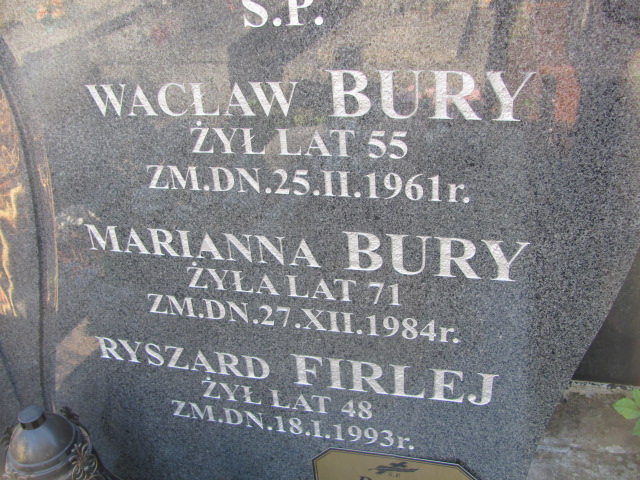 Ś.P.
WACŁAW BURY
ŻYŁ LAT 55
ZM.DN.25.II.1961r.
MARIANNA BURY
ŻYŁA LAT 71
ZM.DN.27.XII.1984r.
RYSZARD FIRLEJ
ŻYŁ LAT 48
ZM.DN.18.I.1993r.
Ś.P.